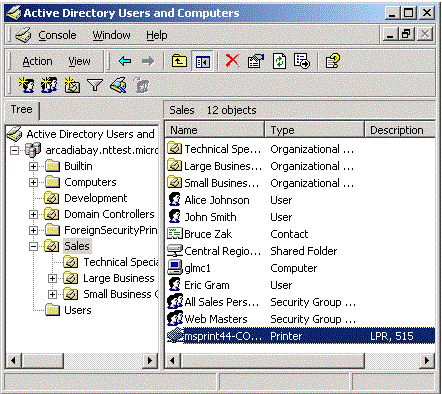 Active Directory Users and Computers
Console Window Help
Action View
Tree
Sales 12 objects
Active Directory Users and
arcadiabay.nttest.micro
Builtin
Computers
Development
Domain Controllers
ForeignSecurityPrin
Sales
Technical Specia
Large Business
Small Business C
Users
Name Type Description
Technical Spe... Organizational ...
Large Busines... Organizational ...
Small Busines... Organizational ...
Alice Johnson User
John Smith User
Bruce Zak Contact
Central Regio... Shared Folder
glmc1 Computer
Eric Gram User
All Sales Pers... Security Group ...
Web Masters Security Group ...
msprint44-CO... Printer LPR, 515